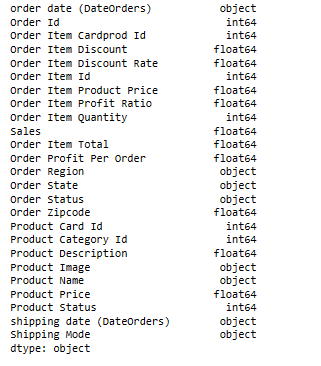 order date (DateOrders) object
Order Id int64
Order Item Cardprod Id int64
Order Item Discount float64
Order Item Discount Rate float64
Order Item Id int64
Order Item Product Price float64
Order Item Profit Ratio float64
Order Item Quantity int64
Sales float64
Order Item Total float64
Order Profit Per Order float64
Order Region object
Order State object
Order Status object
Order Zipcode float64
Product Card Id int64
Product Category Id int64
Product Description float64
Product Image object
Product Name object
Product Price float64
Product Status int64
shipping date (DateOrders) object
Shipping Mode object
dtype: object